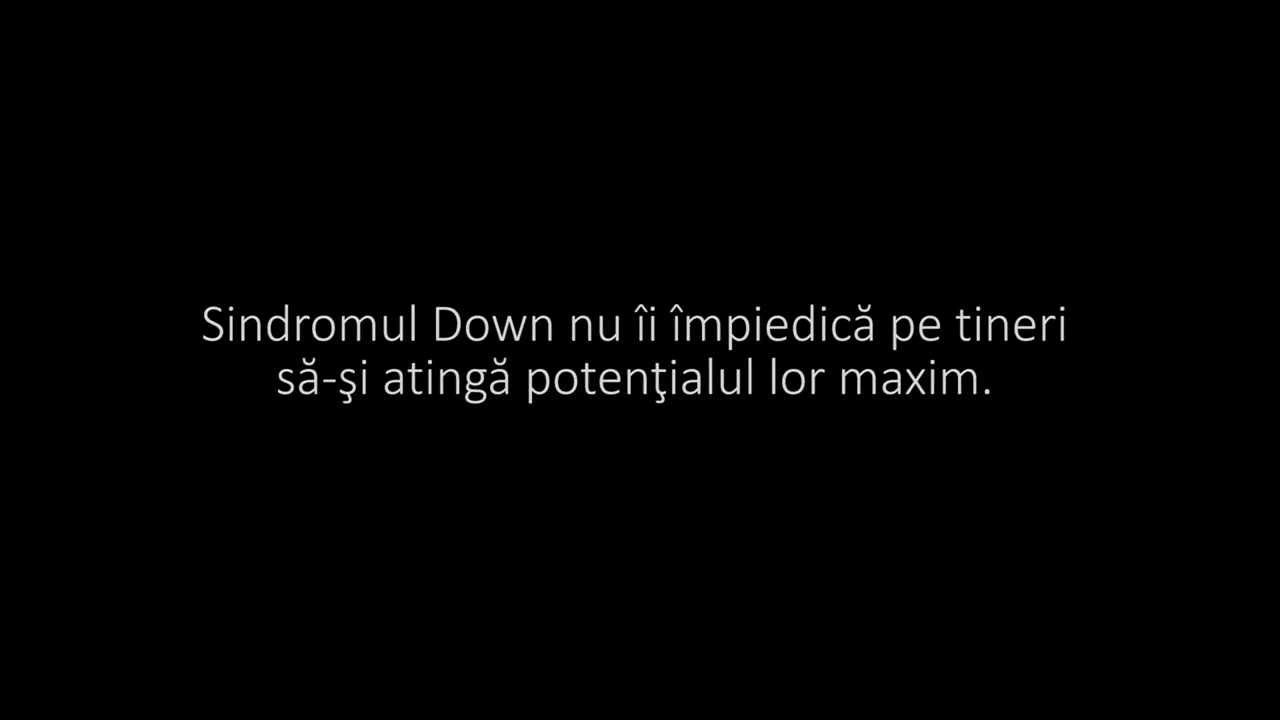 Sindromul Down nu îi împiedică pe tineri
să-şi atingă potenţialul lor maxim.